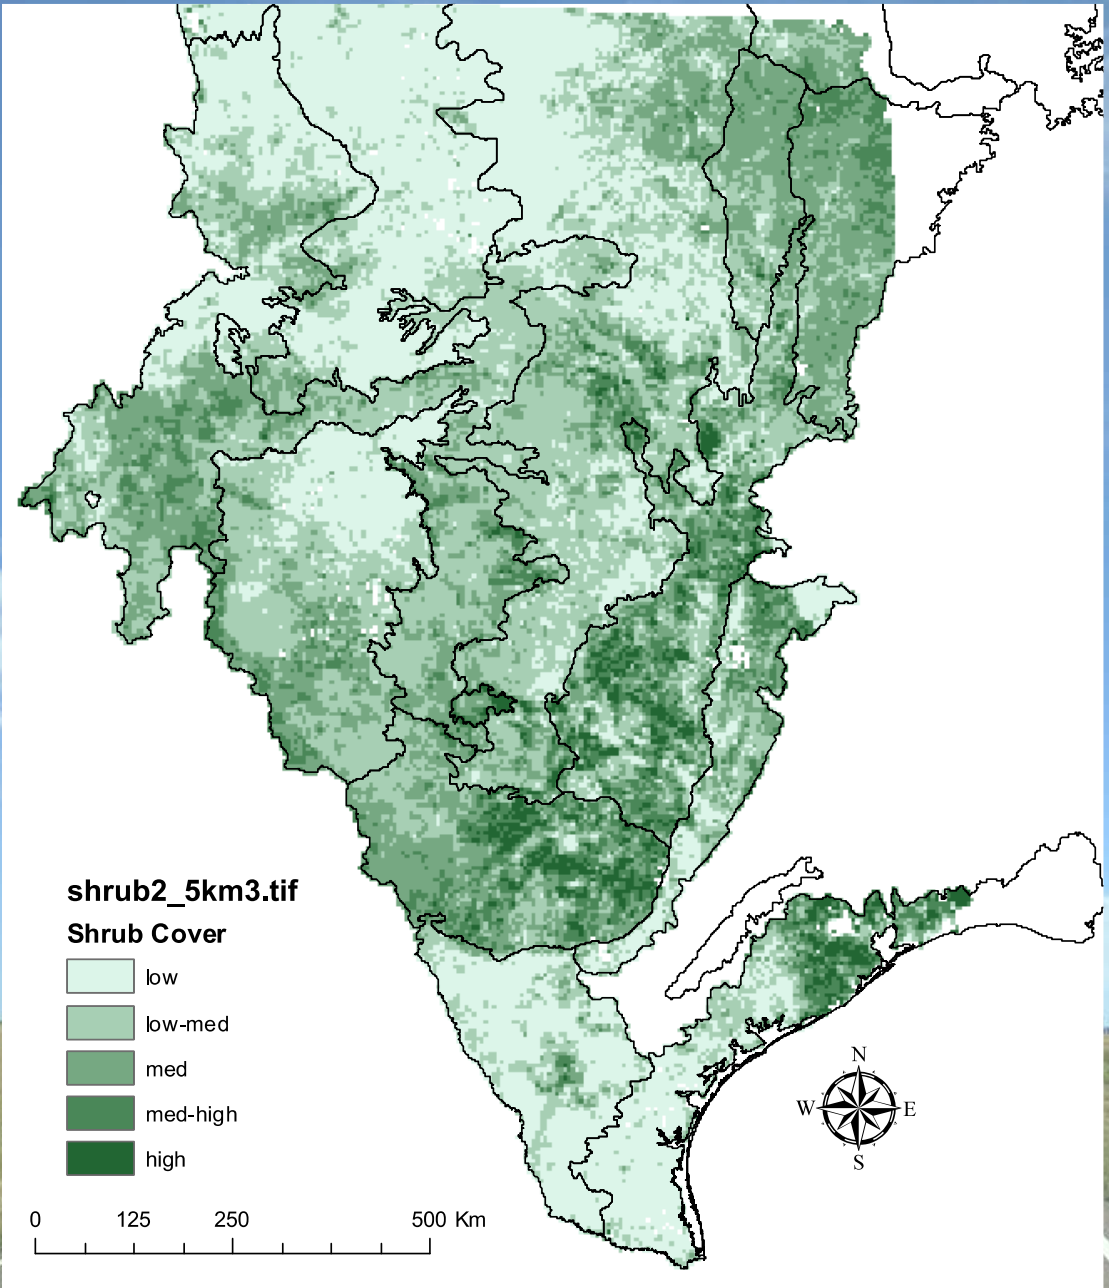 shrub2_5km3.tif
Shrub Cover
low
low-med
med
med-high
high
0 125 250 500 Km
N
W E
S